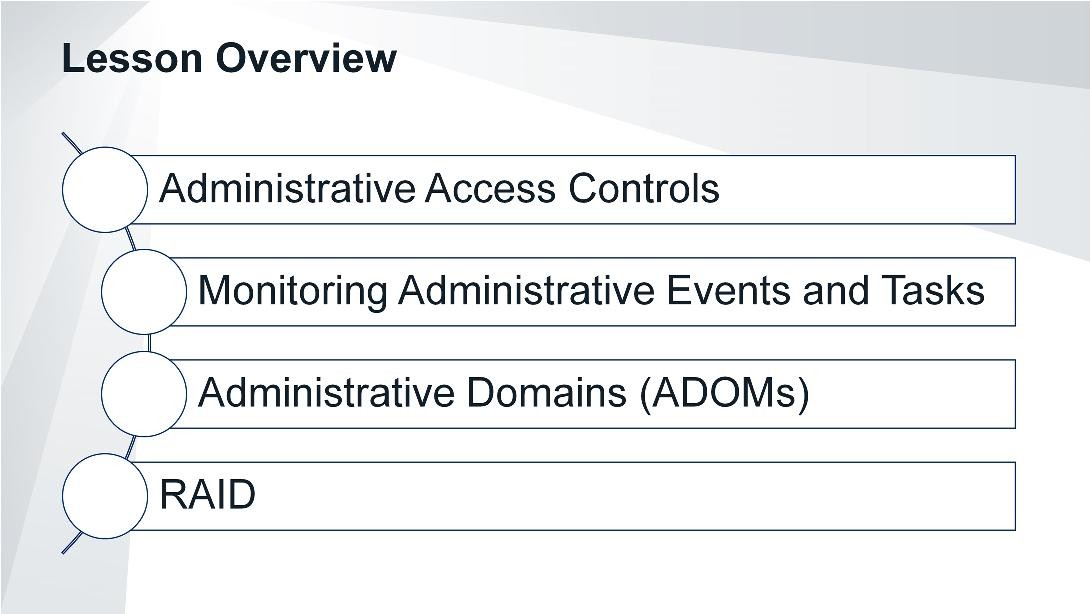 Lesson Overview
Administrative Access Controls
Monitoring Administrative Events and Tasks
Administrative Domains (ADOMs)
RAID